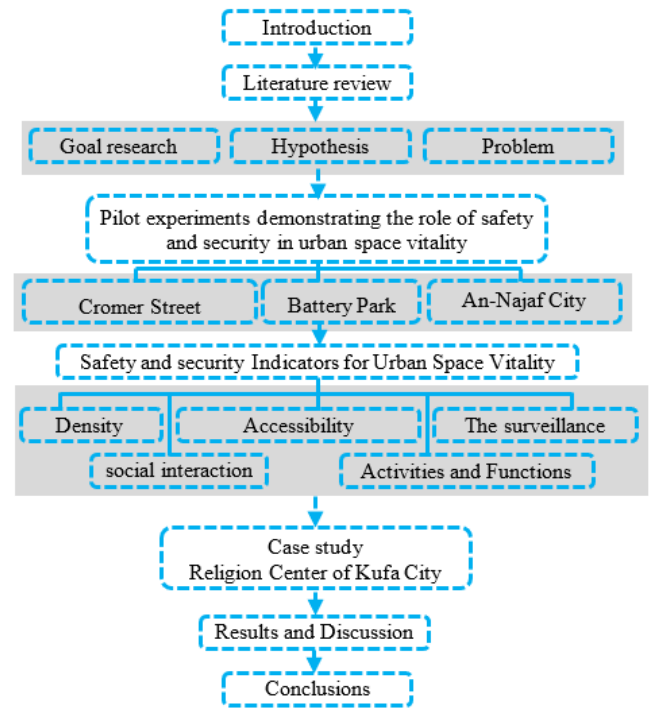 Introduction
Literature review
Goal research
Hypothesis
Problem
Pilot experiments demonstrating the role of safety
and security in urban space vitality
Cromer Street
Battery Park
An-Najaf City
Safety and security Indicators for Urban Space Vitality
Density
Accessibility
The surveillance
social interaction
Activities and Functions
Case study
Religion Center of Kufa City
Results and Discussion
Conclusions